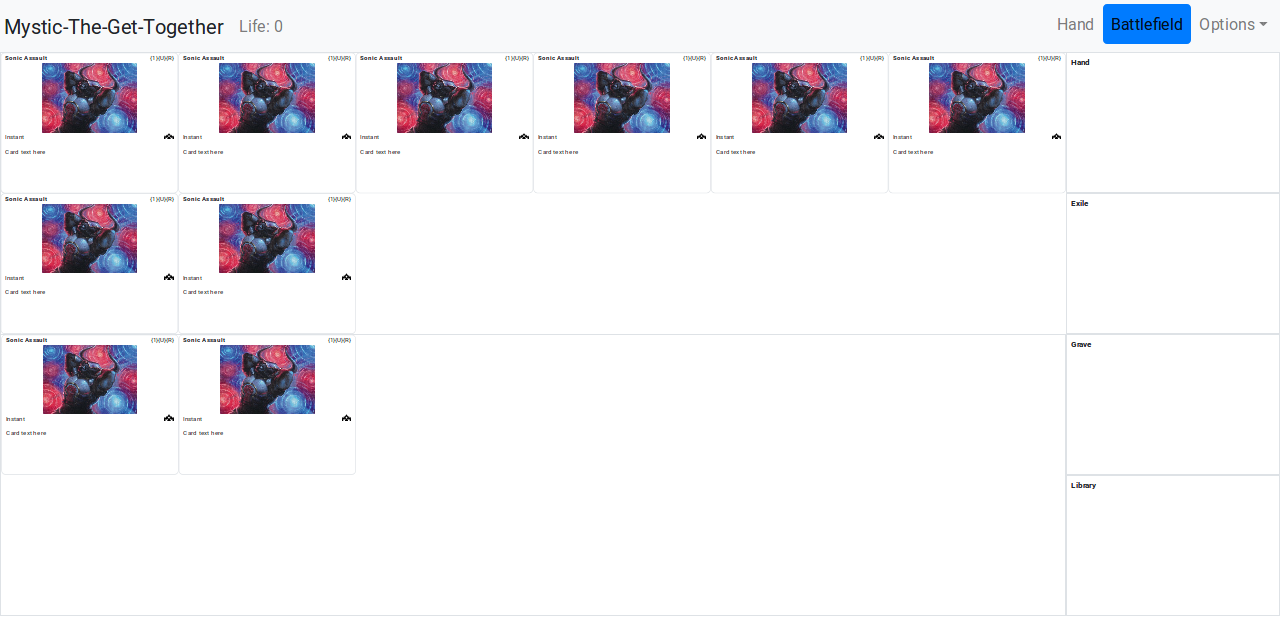 Mystic-The-Get-Together Life: 0 Hand Battlefield Options
Sonic Assault {1}{U}{R} Sonic Assault {1}{U}{R} Sonic Assault {1}{U}{R} Sonic Assault {1}{U}{R} Sonic Assault {1}{U}{R} Sonic Assault {1}{U}{R} Hand
Instant Instant Instant Instant Instant Instant
Card text here Card text here Card text here Card text here Card text here Card text here
Sonic Assault {1}{U}{R} Sonic Assault {1}{U}{R} Exile
Instant Instant
Card text here Card text here
Sonic Assault {1}{U}{R} Sonic Assault {1}{U}{R} Grave
Instant Instant
Card text here Card text here
Library